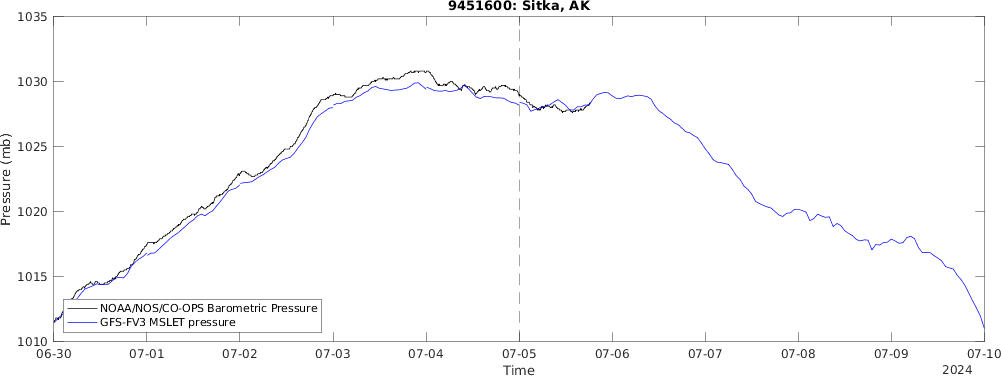 9451600: Sitka, AK
Pressure (mb)
1035
1030
1025
1020
1015
1010
NOAA/NOS/CO-OPS Barometric Pressure
GFS-FV3 MSLET pressure
06-30 07-01 07-02 07-03 07-04 07-05 07-06 07-07 07-08 07-09 07-10
Time
2024